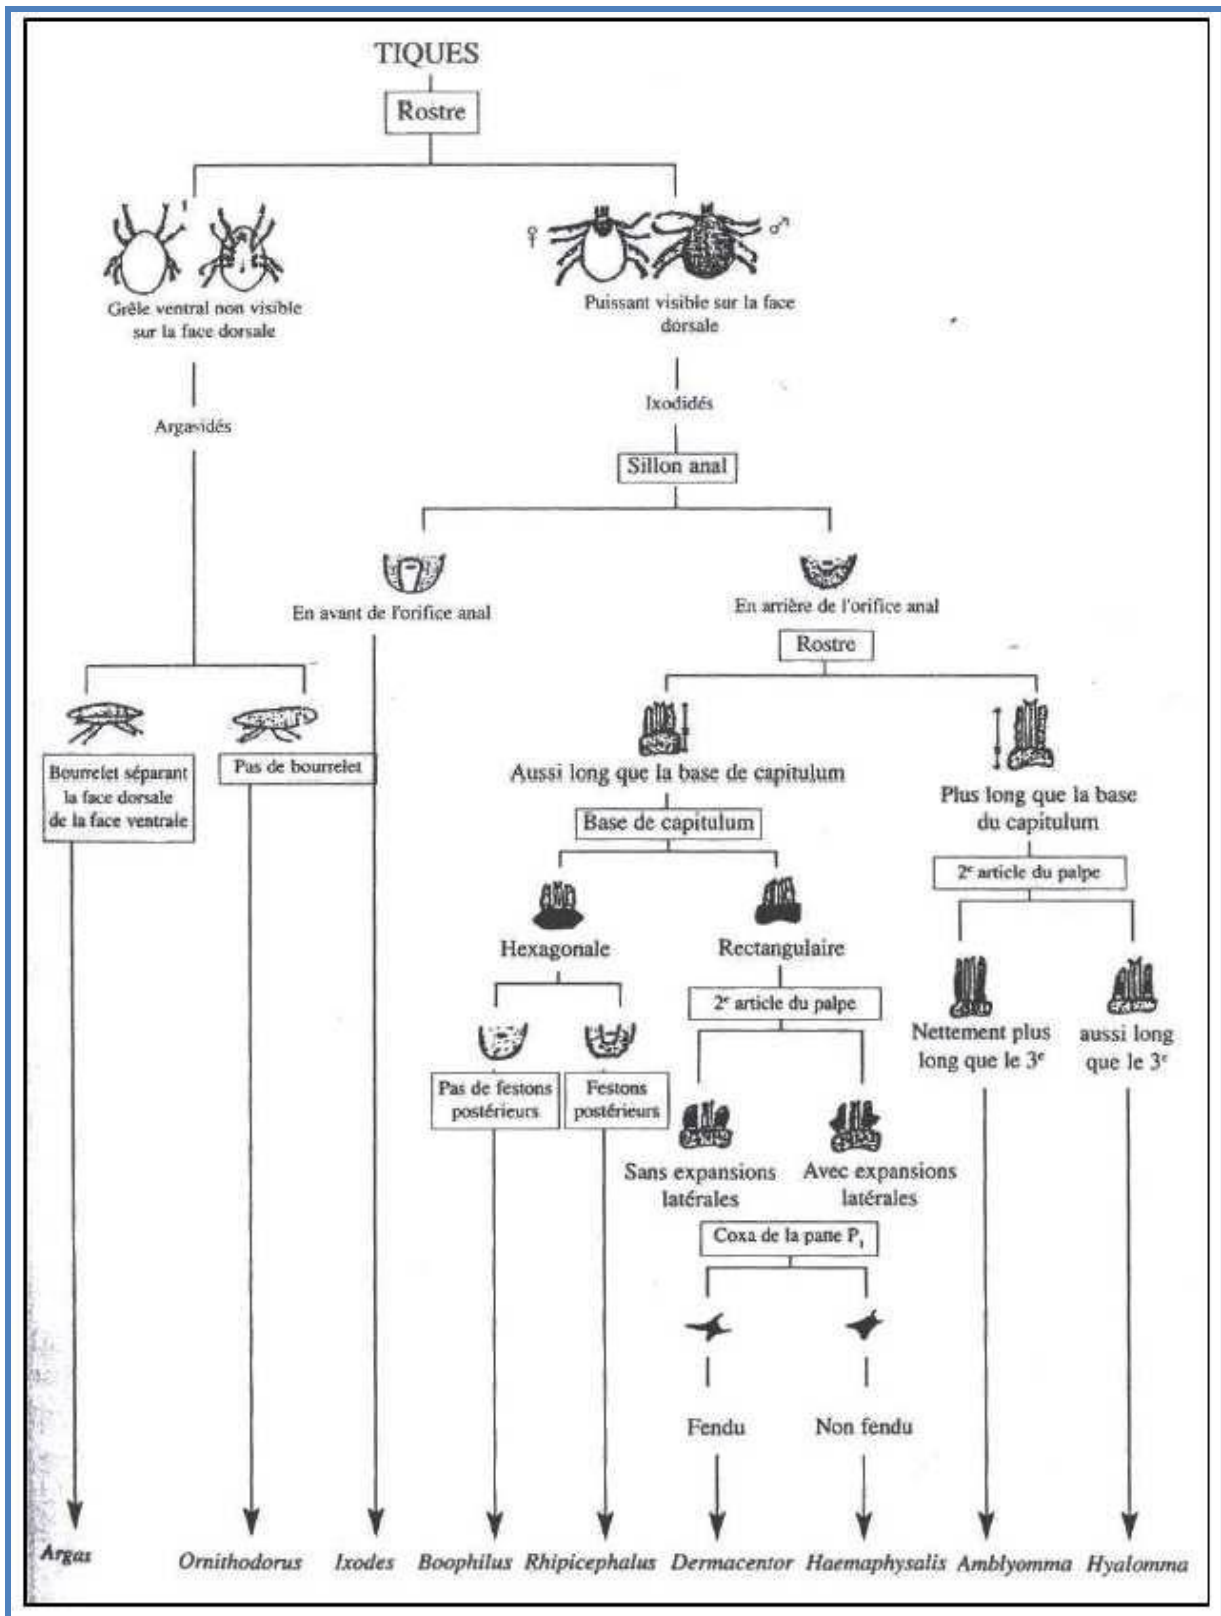 TIQUES
Rostre
Grêle ventral non visible
sur la face dorsale
♀
♂
Puissant visible sur la face
dorsale
Argasidés
Ixodidés
Sillon anal
En avant de l'orifice anal
En arrière de l'orifice anal
Rostre
Bourrelet séparant
la face dorsale
de la face ventrale
Pas de bourrelet
Aussi long que la base de capitulum
Plus long que la base
du capitulum
Base de capitulum
2e article du palpe
Hexagonale
Rectangulaire
2e article du palpe
Nettement plus
long que le 3e
aussi long
que le 3e
Pas de festons
postérieurs
Festons
postérieurs
Sans expansions
latérales
Avec expansions
latérales
Coxa de la patte P1
Fendu
Non fendu
Argas
Ornithodorus
Ixodes
Boophilus
Rhipicephalus
Dermacentor
Haemaphysalis
Amblyomma
Hyalomma